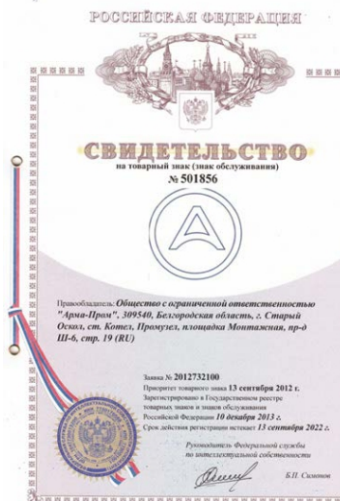 РОССИЙСКАЯ ФЕДЕРАЦИЯ
СВИДЕТЕЛЬСТВО
на товарный знак (знак обслуживания)
№ 501856
Правообладатель: Общество с ограниченной ответственностью
"Арма-Пром", 309540, Белгородская область, г. Старый
Оскол, ст. Котел, Промузел, площадка Монтажная, пр-д
Ш-6, стр. 19 (RU)
Заявка № 2012732100
Приоритет товарного знака 13 сентября 2012 г.
Зарегистрировано в Государственном реестре
товарных знаков и знаков обслуживания
Российской Федерации 10 декабря 2013 г.
Срок действия регистрации истекает 13 сентября 2022 г.
Руководитель Федеральной службы
по интеллектуальной собственности
Б.П. Симонов